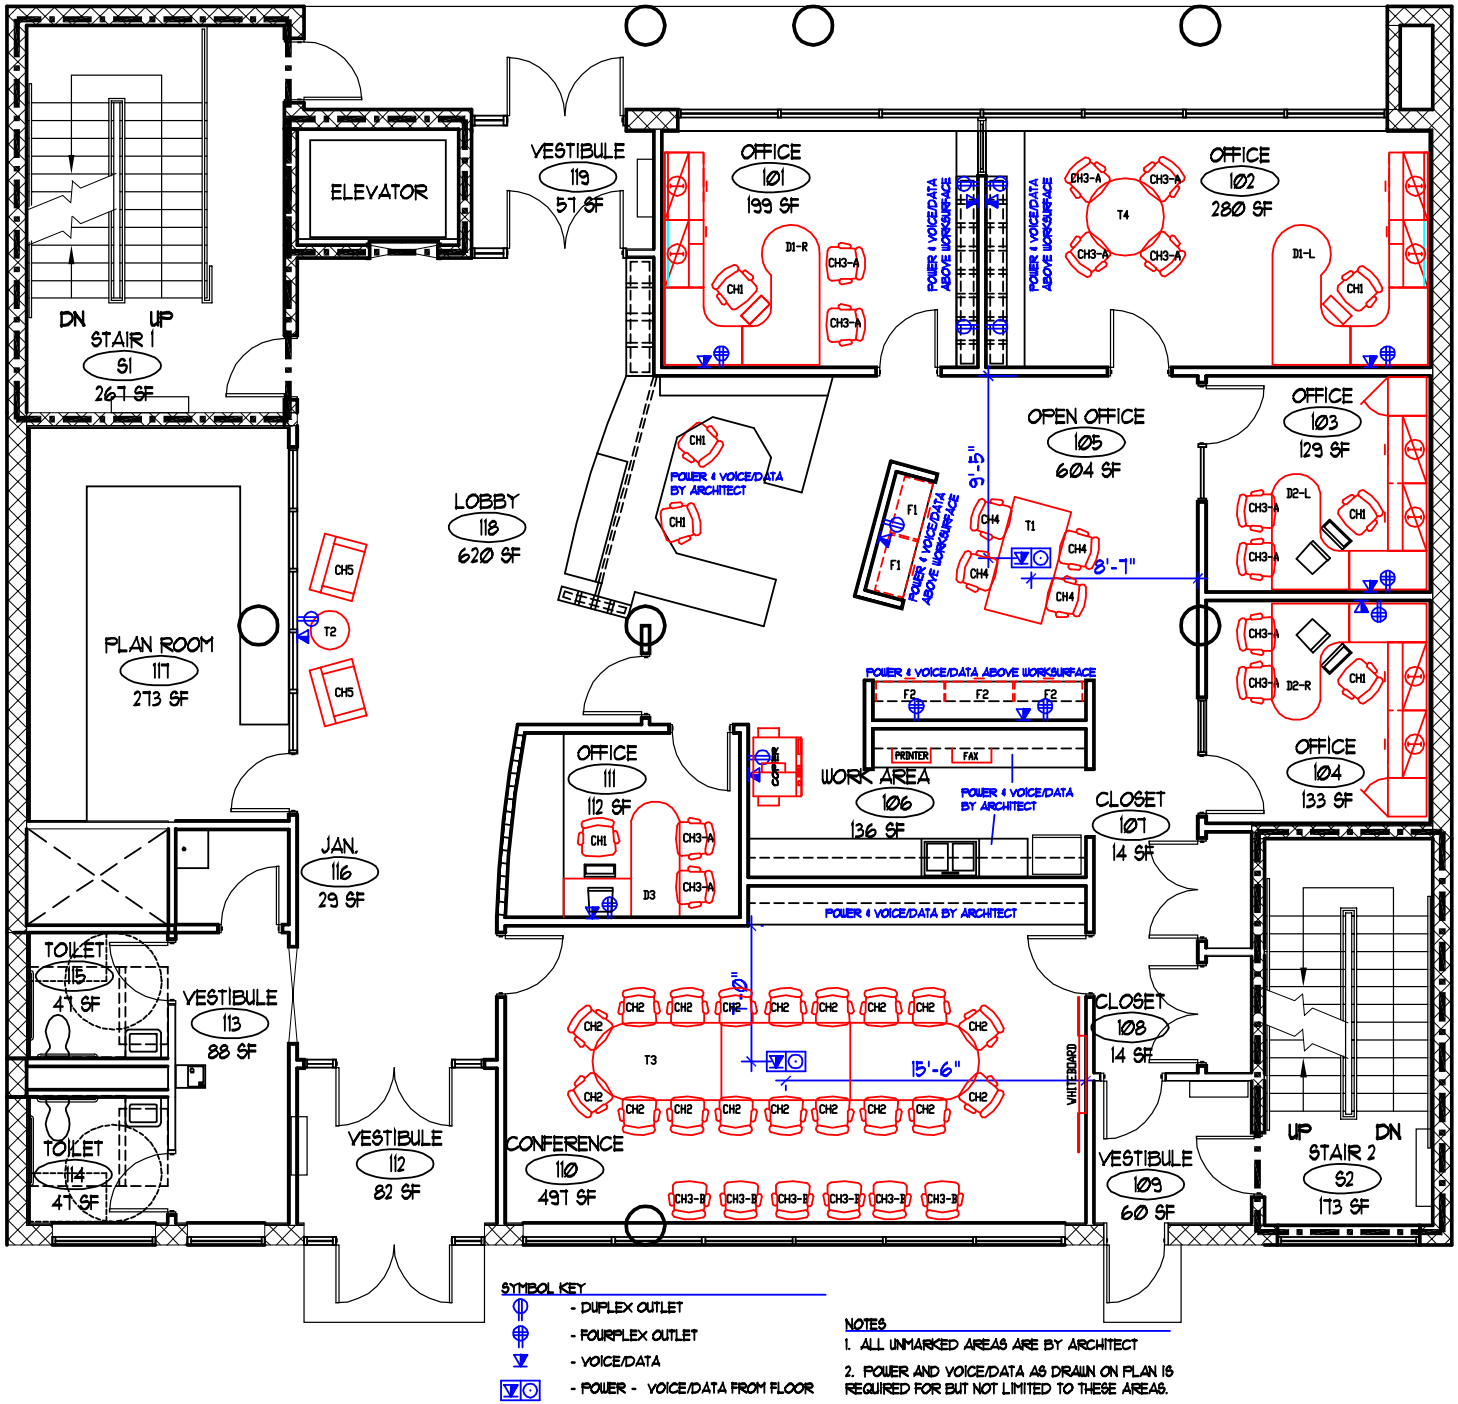 VESTIBULE
119
57 SF
OFFICE
101
199 SF
OFFICE
102
280 SF
ELEVATOR
POWER & VOICE/DATA
ABOVE WORKSURFACE
POWER & VOICE/DATA
ABOVE WORKSURFACE
CH3-A
CH3-A
T4
CH3-A
CH3-A
D1-R
CH3-A
CH1
CH3-A
D1-L
CH1
DN
UP
STAIR 1
S1
267 SF
OPEN OFFICE
105
604 SF
9'-5"
OFFICE
103
129 SF
CH1
POWER & VOICE/DATA
BY ARCHITECT
CH1
LOBBY
118
620 SF
F1
F1
POWER & VOICE/DATA
ABOVE WORKSURFACE
CH4
T1
CH4
CH4
CH4
8'-7"
D2-L
CH3-A
CH1
CH3-A
CH5
T2
CH5
PLAN ROOM
117
273 SF
CH3-A
CH3-A
D2-R
CH1
OFFICE
104
133 SF
POWER & VOICE/DATA ABOVE WORKSURFACE
F2
F2
F2
PRINTER
FAX
COPIER
WORK AREA
106
136 SF
POWER & VOICE/DATA
BY ARCHITECT
OFFICE
111
112 SF
CH1
CH3-A
CH3-A
D3
CLOSET
107
14 SF
JAN.
116
29 SF
POWER & VOICE/DATA BY ARCHITECT
TOILET
115
47 SF
VESTIBULE
113
88 SF
7'-0"
CH2
CH2
CH2
CH2
CH2
CH2
CH2
CH2
CH2
T3
15'-6"
CH2
CH2
CH2
CH2
CH2
CH2
CH2
CH2
CH2
WHITEBOARD
CLOSET
108
14 SF
TOILET
114
47 SF
VESTIBULE
112
82 SF
CONFERENCE
110
497 SF
CH3-B
CH3-B
CH3-B
CH3-B
CH3-B
CH3-B
VESTIBULE
109
60 SF
UP
DN
STAIR 2
S2
173 SF
SYMBOL KEY
- DUPLEX OUTLET
- FOURPLEX OUTLET
- VOICE/DATA
- POWER - VOICE/DATA FROM FLOOR
NOTES
1. ALL UNMARKED AREAS ARE BY ARCHITECT
2. POWER AND VOICE/DATA AS DRAWN ON PLAN IS
REQUIRED FOR BUT NOT LIMITED TO THESE AREAS.